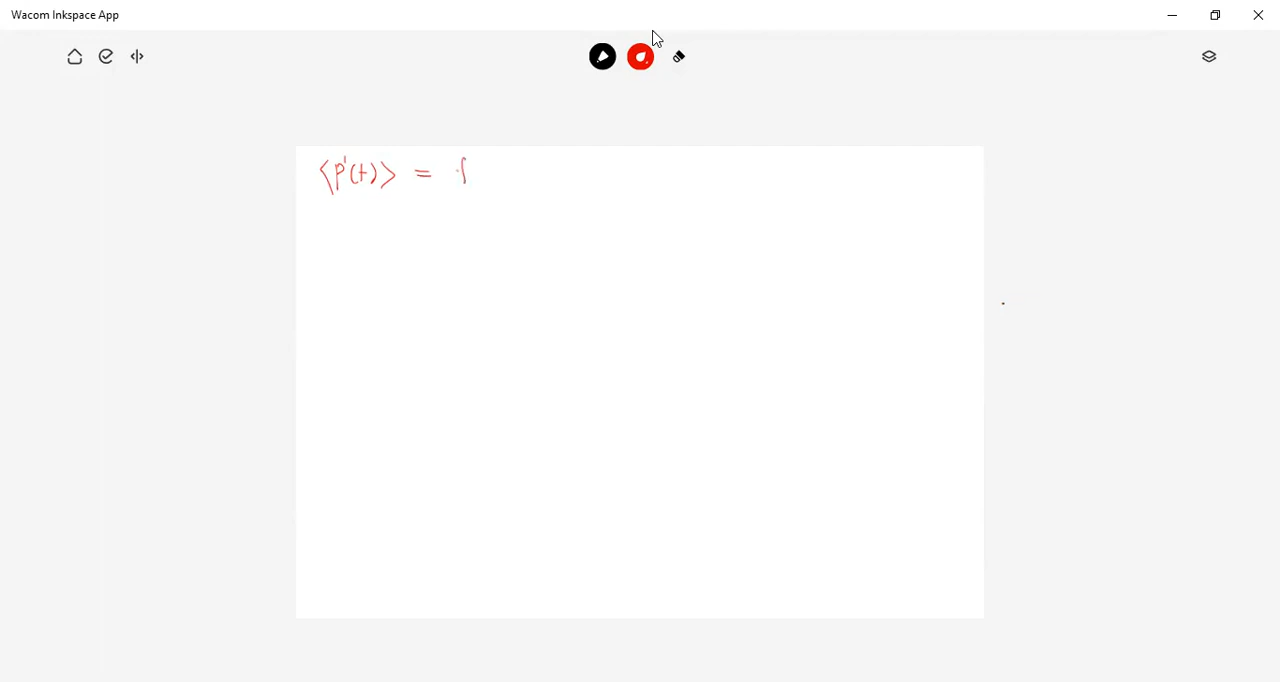 Wacom Inkspace App
⟨p'(t)⟩ =